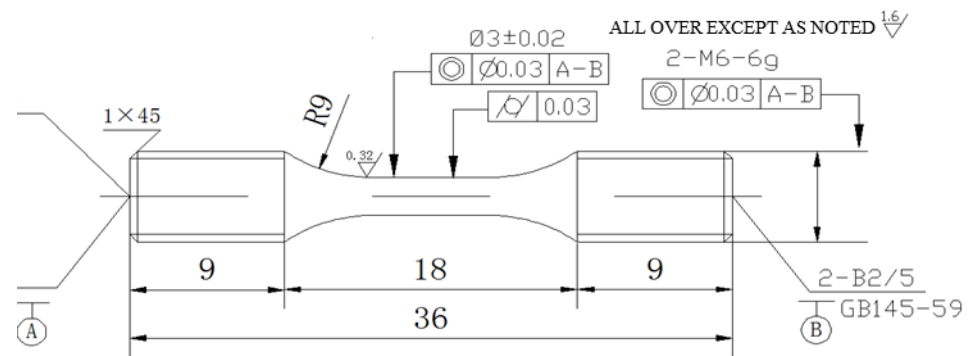 ALL OVER EXCEPT AS NOTED 1.6
Ø3±0.02
◎ Ø0.03 A-B
⌭ 0.03
2-M6-6g
◎ Ø0.03 A-B
1×45
R9
0.32
9
18
9
36
2-B2/5
GB145-59
A
B